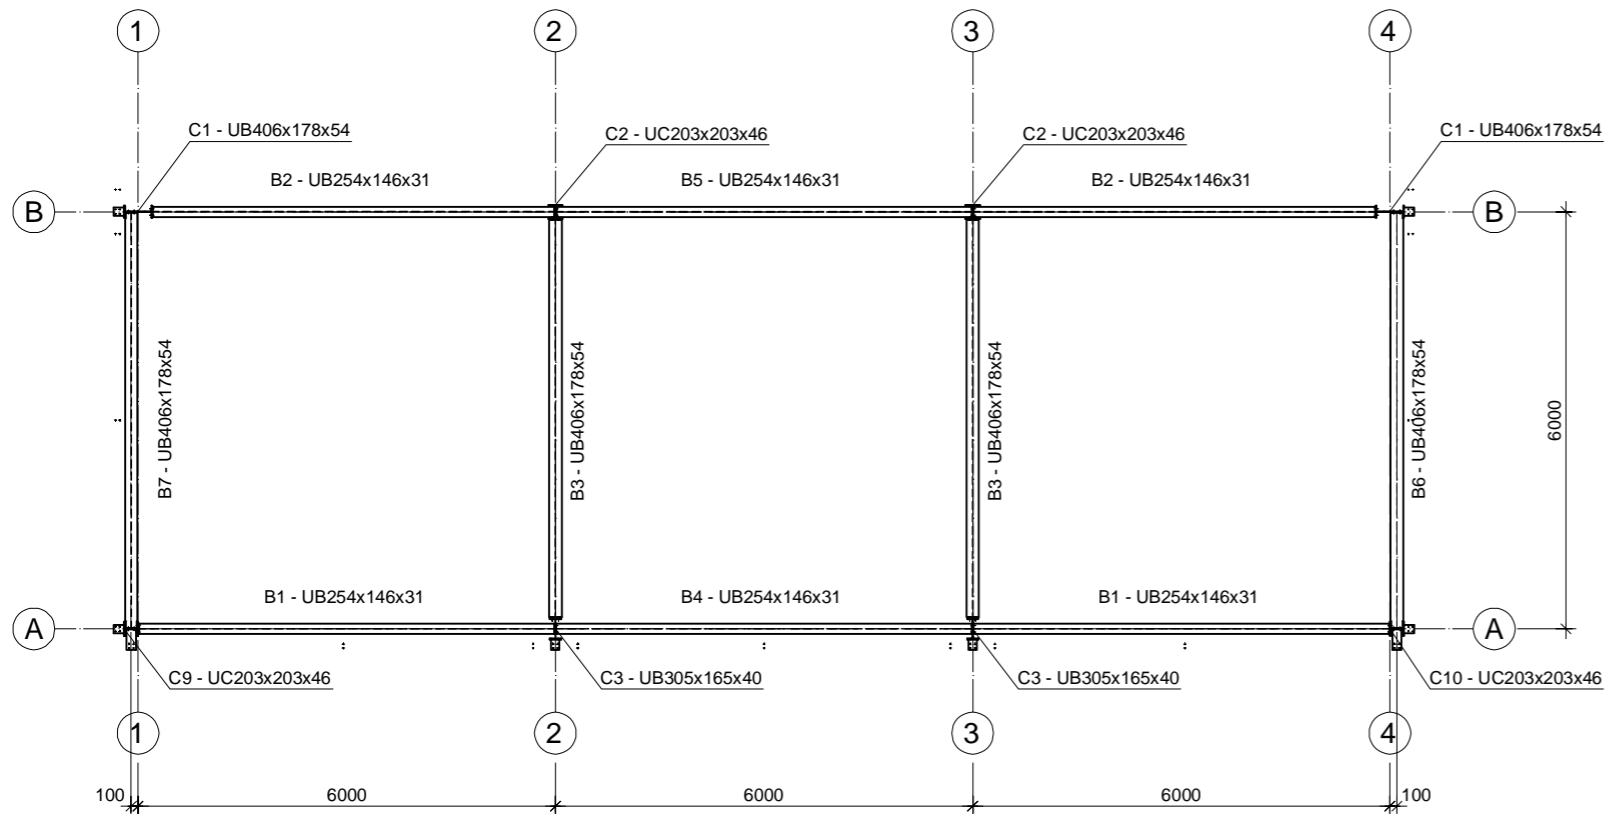 1
2
3
4
C1 - UB406x178x54
C2 - UC203x203x46
C2 - UC203x203x46
C1 - UB406x178x54
B2 - UB254x146x31
B5 - UB254x146x31
B2 - UB254x146x31
B
B
B7 - UB406x178x54
B3 - UB406x178x54
B3 - UB406x178x54
B6 - UB406x178x54
6000
B1 - UB254x146x31
B4 - UB254x146x31
B1 - UB254x146x31
A
A
C9 - UC203x203x46
C3 - UB305x165x40
C3 - UB305x165x40
C10 - UC203x203x46
1
2
3
4
100
6000
6000
6000
100